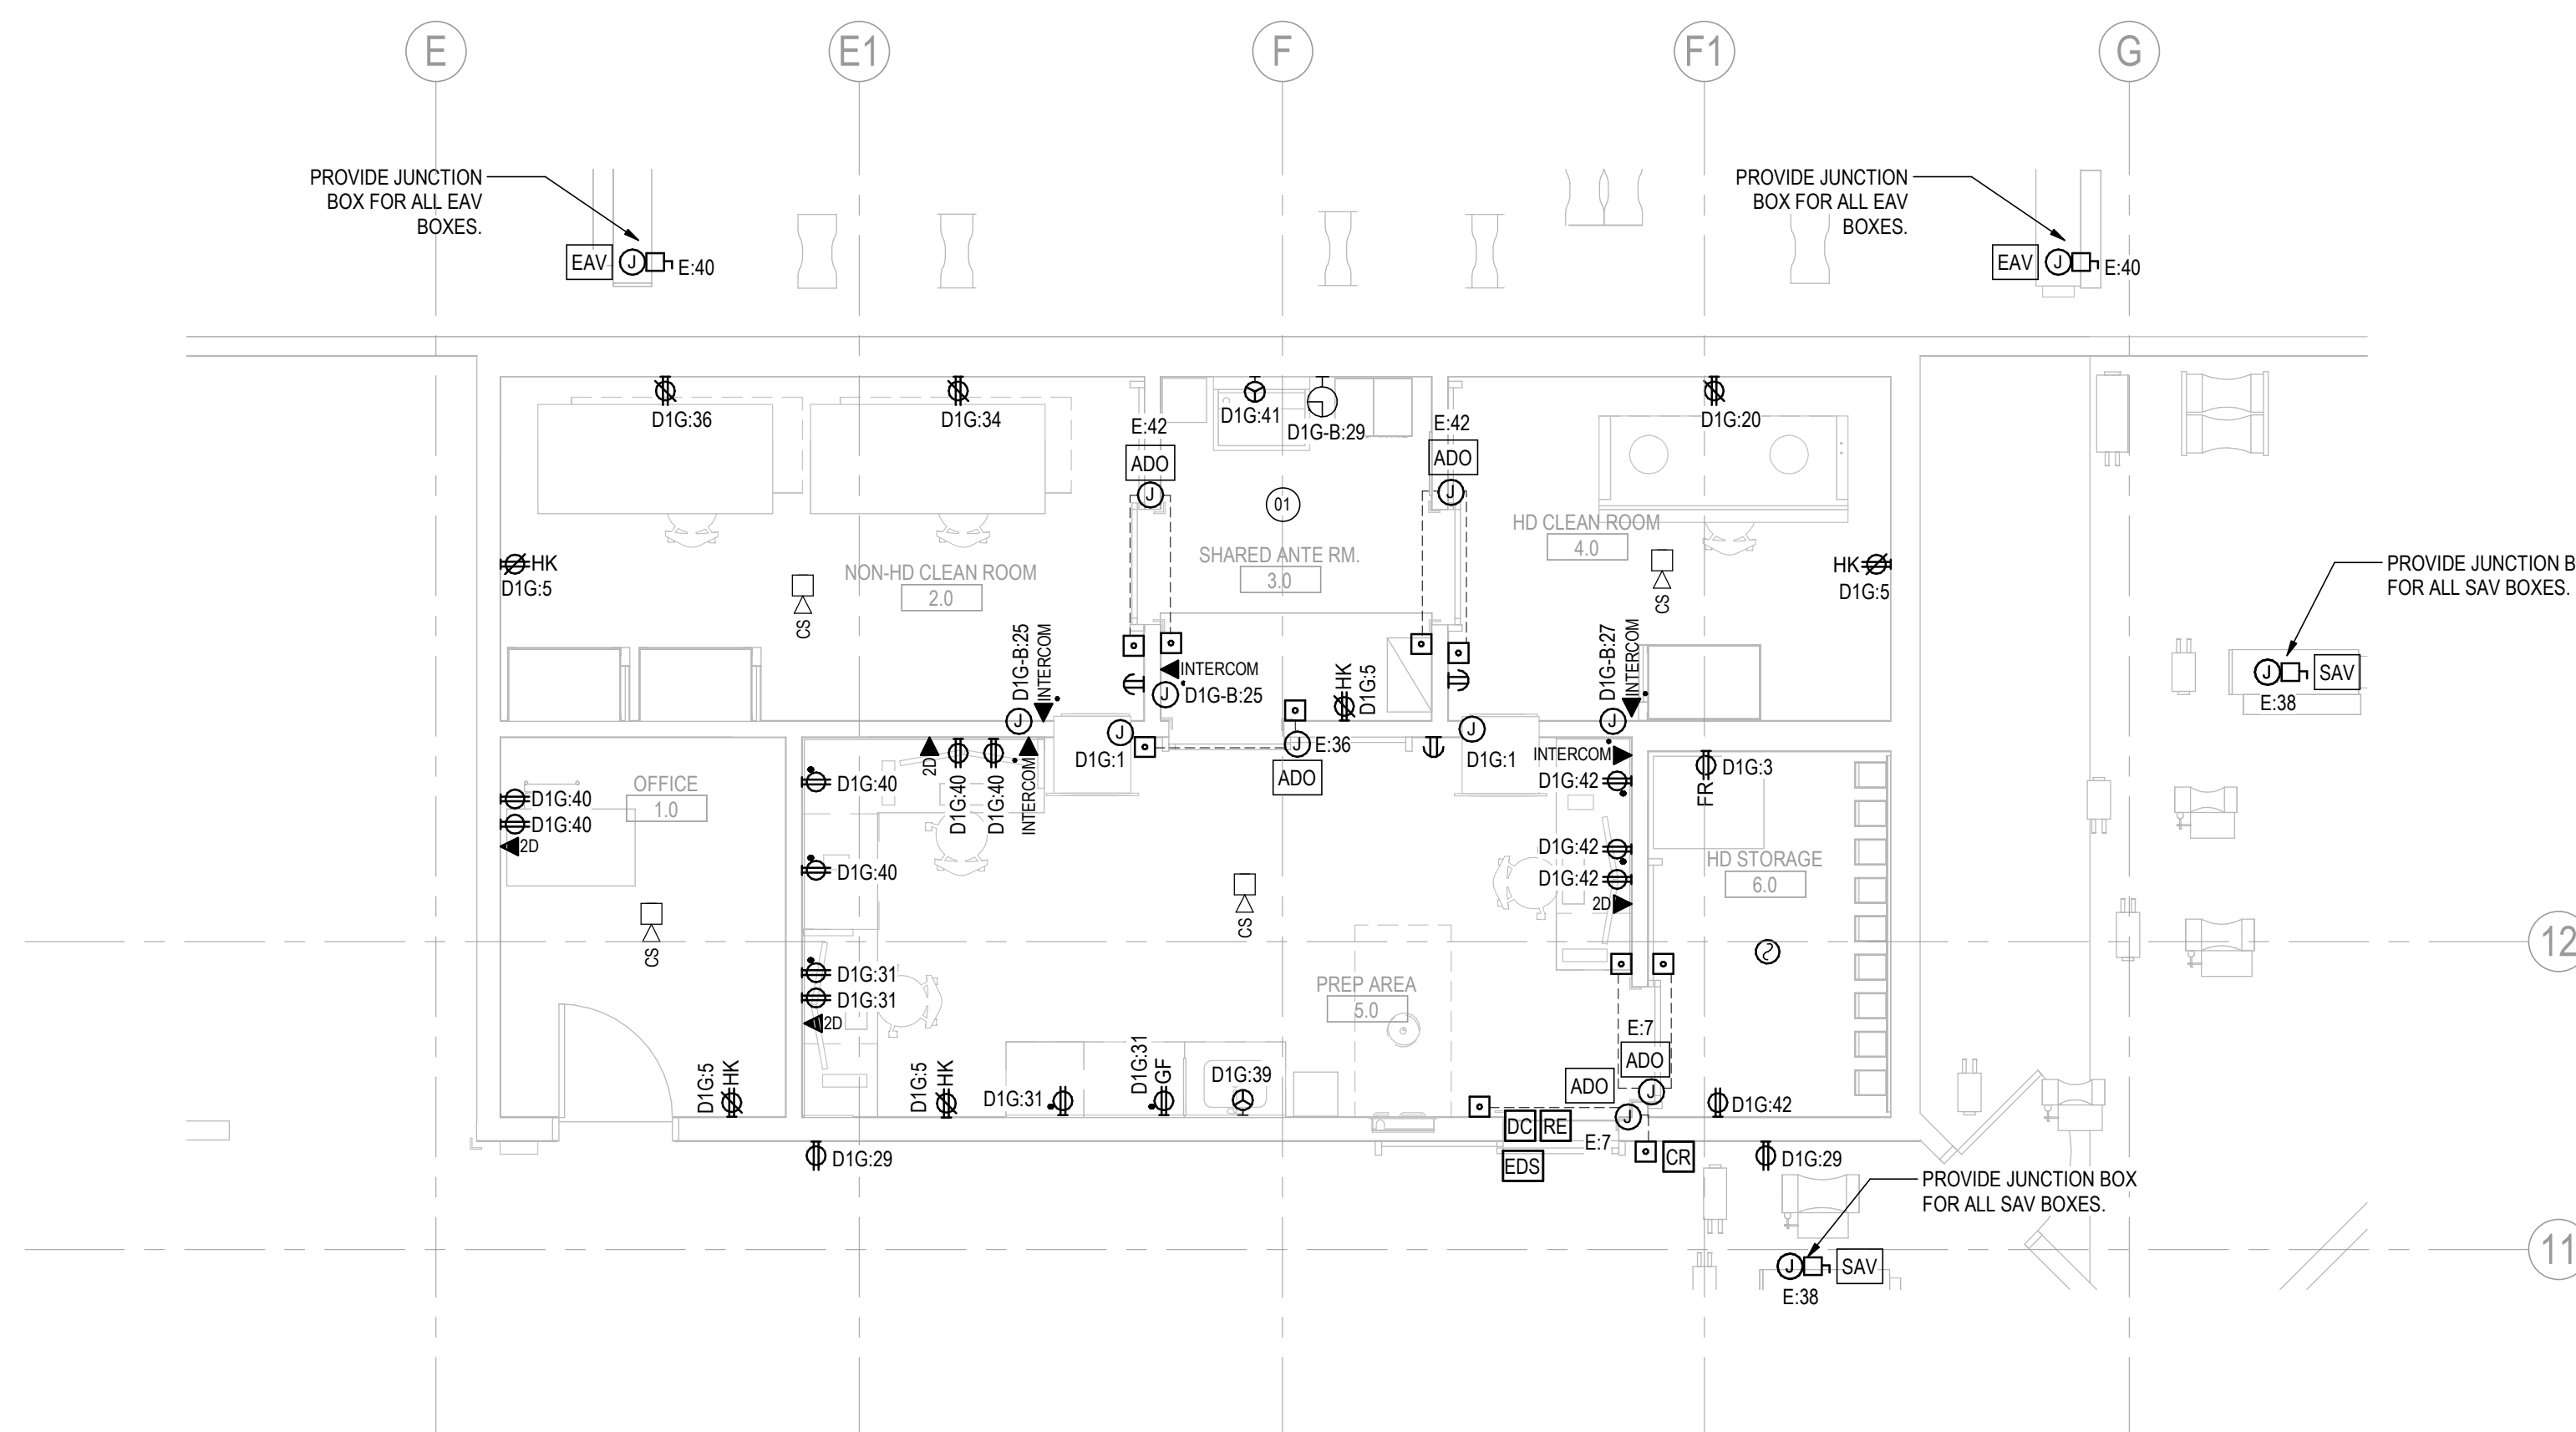 E
E1
F
F1
G
PROVIDE JUNCTION
BOX FOR ALL EAV
BOXES.
EAV
J
E:40
PROVIDE JUNCTION
BOX FOR ALL EAV
BOXES.
EAV
J
E:40
D1G:36
D1G:34
E:42
ADO
J
D1G:41
D1G-B:29
E:42
ADO
J
D1G:20
01
HD CLEAN ROOM
4.0
SHARED ANTE RM.
3.0
NON-HD CLEAN ROOM
2.0
HK
D1G:5
CS
CS
HK
D1G:5
PROVIDE JUNCTION B
FOR ALL SAV BOXES.
J
SAV
E:38
D1G-B:25
INTERCOM
J
INTERCOM
J
D1G-B:25
HK
D1G:5
D1G-B:27
INTERCOM
J
J
D1G:1
J
E:36
ADO
J
D1G:1
INTERCOM
D1G:42
D1G:3
FR
OFFICE
1.0
D1G:40
D1G:40
2D
D1G:40
2D
D1G:40
D1G:40
INTERCOM
D1G:40
D1G:42
D1G:42
2D
HD STORAGE
6.0
CS
CS
12
D1G:31
D1G:31
2D
PREP AREA
5.0
E:7
ADO
J
ADO
J
D1G:5
HK
D1G:5
HK
D1G:31
D1G:31
GF
D1G:39
D1G:42
DC
RE
E:7
EDS
CR
D1G:29
D1G:29
PROVIDE JUNCTION BOX
FOR ALL SAV BOXES.
J
SAV
E:38
11